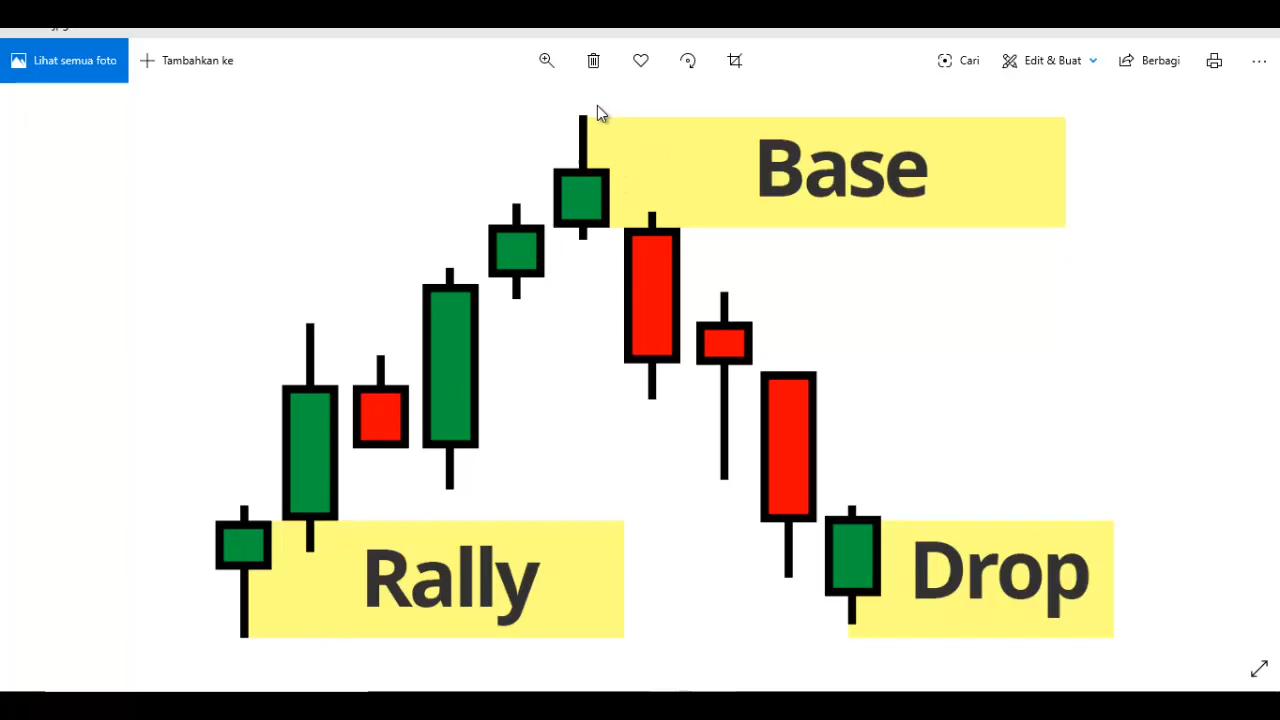 Lihat semua foto
Tambahkan ke
Cari
Edit & Buat
Berbagi
Base
Rally
Drop